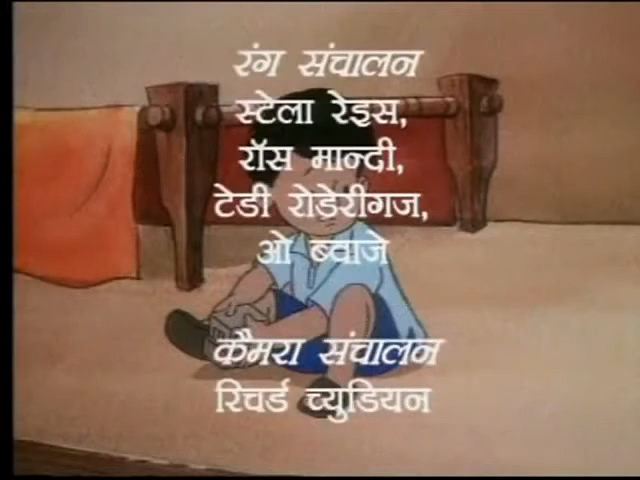 रंग संचालन
स्टेला रेइस,
रॉस मान्दी,
टेडी रोड़ेरीगज,
ओ ब्वाजे
कैमरा संचालन
रिचर्ड च्युडियन